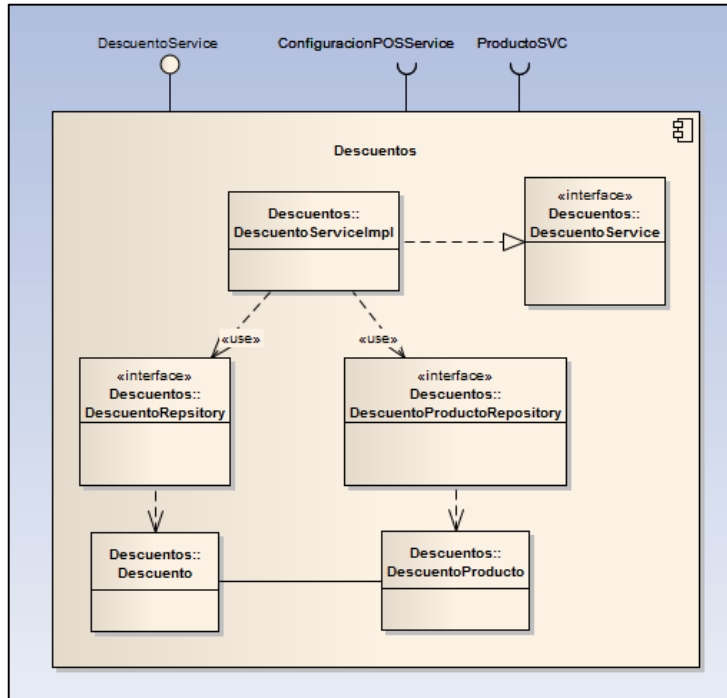 DescuentoService
ConfiguracionPOSService
ProductoSVC
Descuentos
Descuentos::
DescuentoServiceImpl
«interface»
Descuentos::
DescuentoService
«use»
«use»
«interface»
Descuentos::
DescuentoRepsitory
«interface»
Descuentos::
DescuentoProductoRepository
Descuentos::
Descuento
Descuentos::
DescuentoProducto